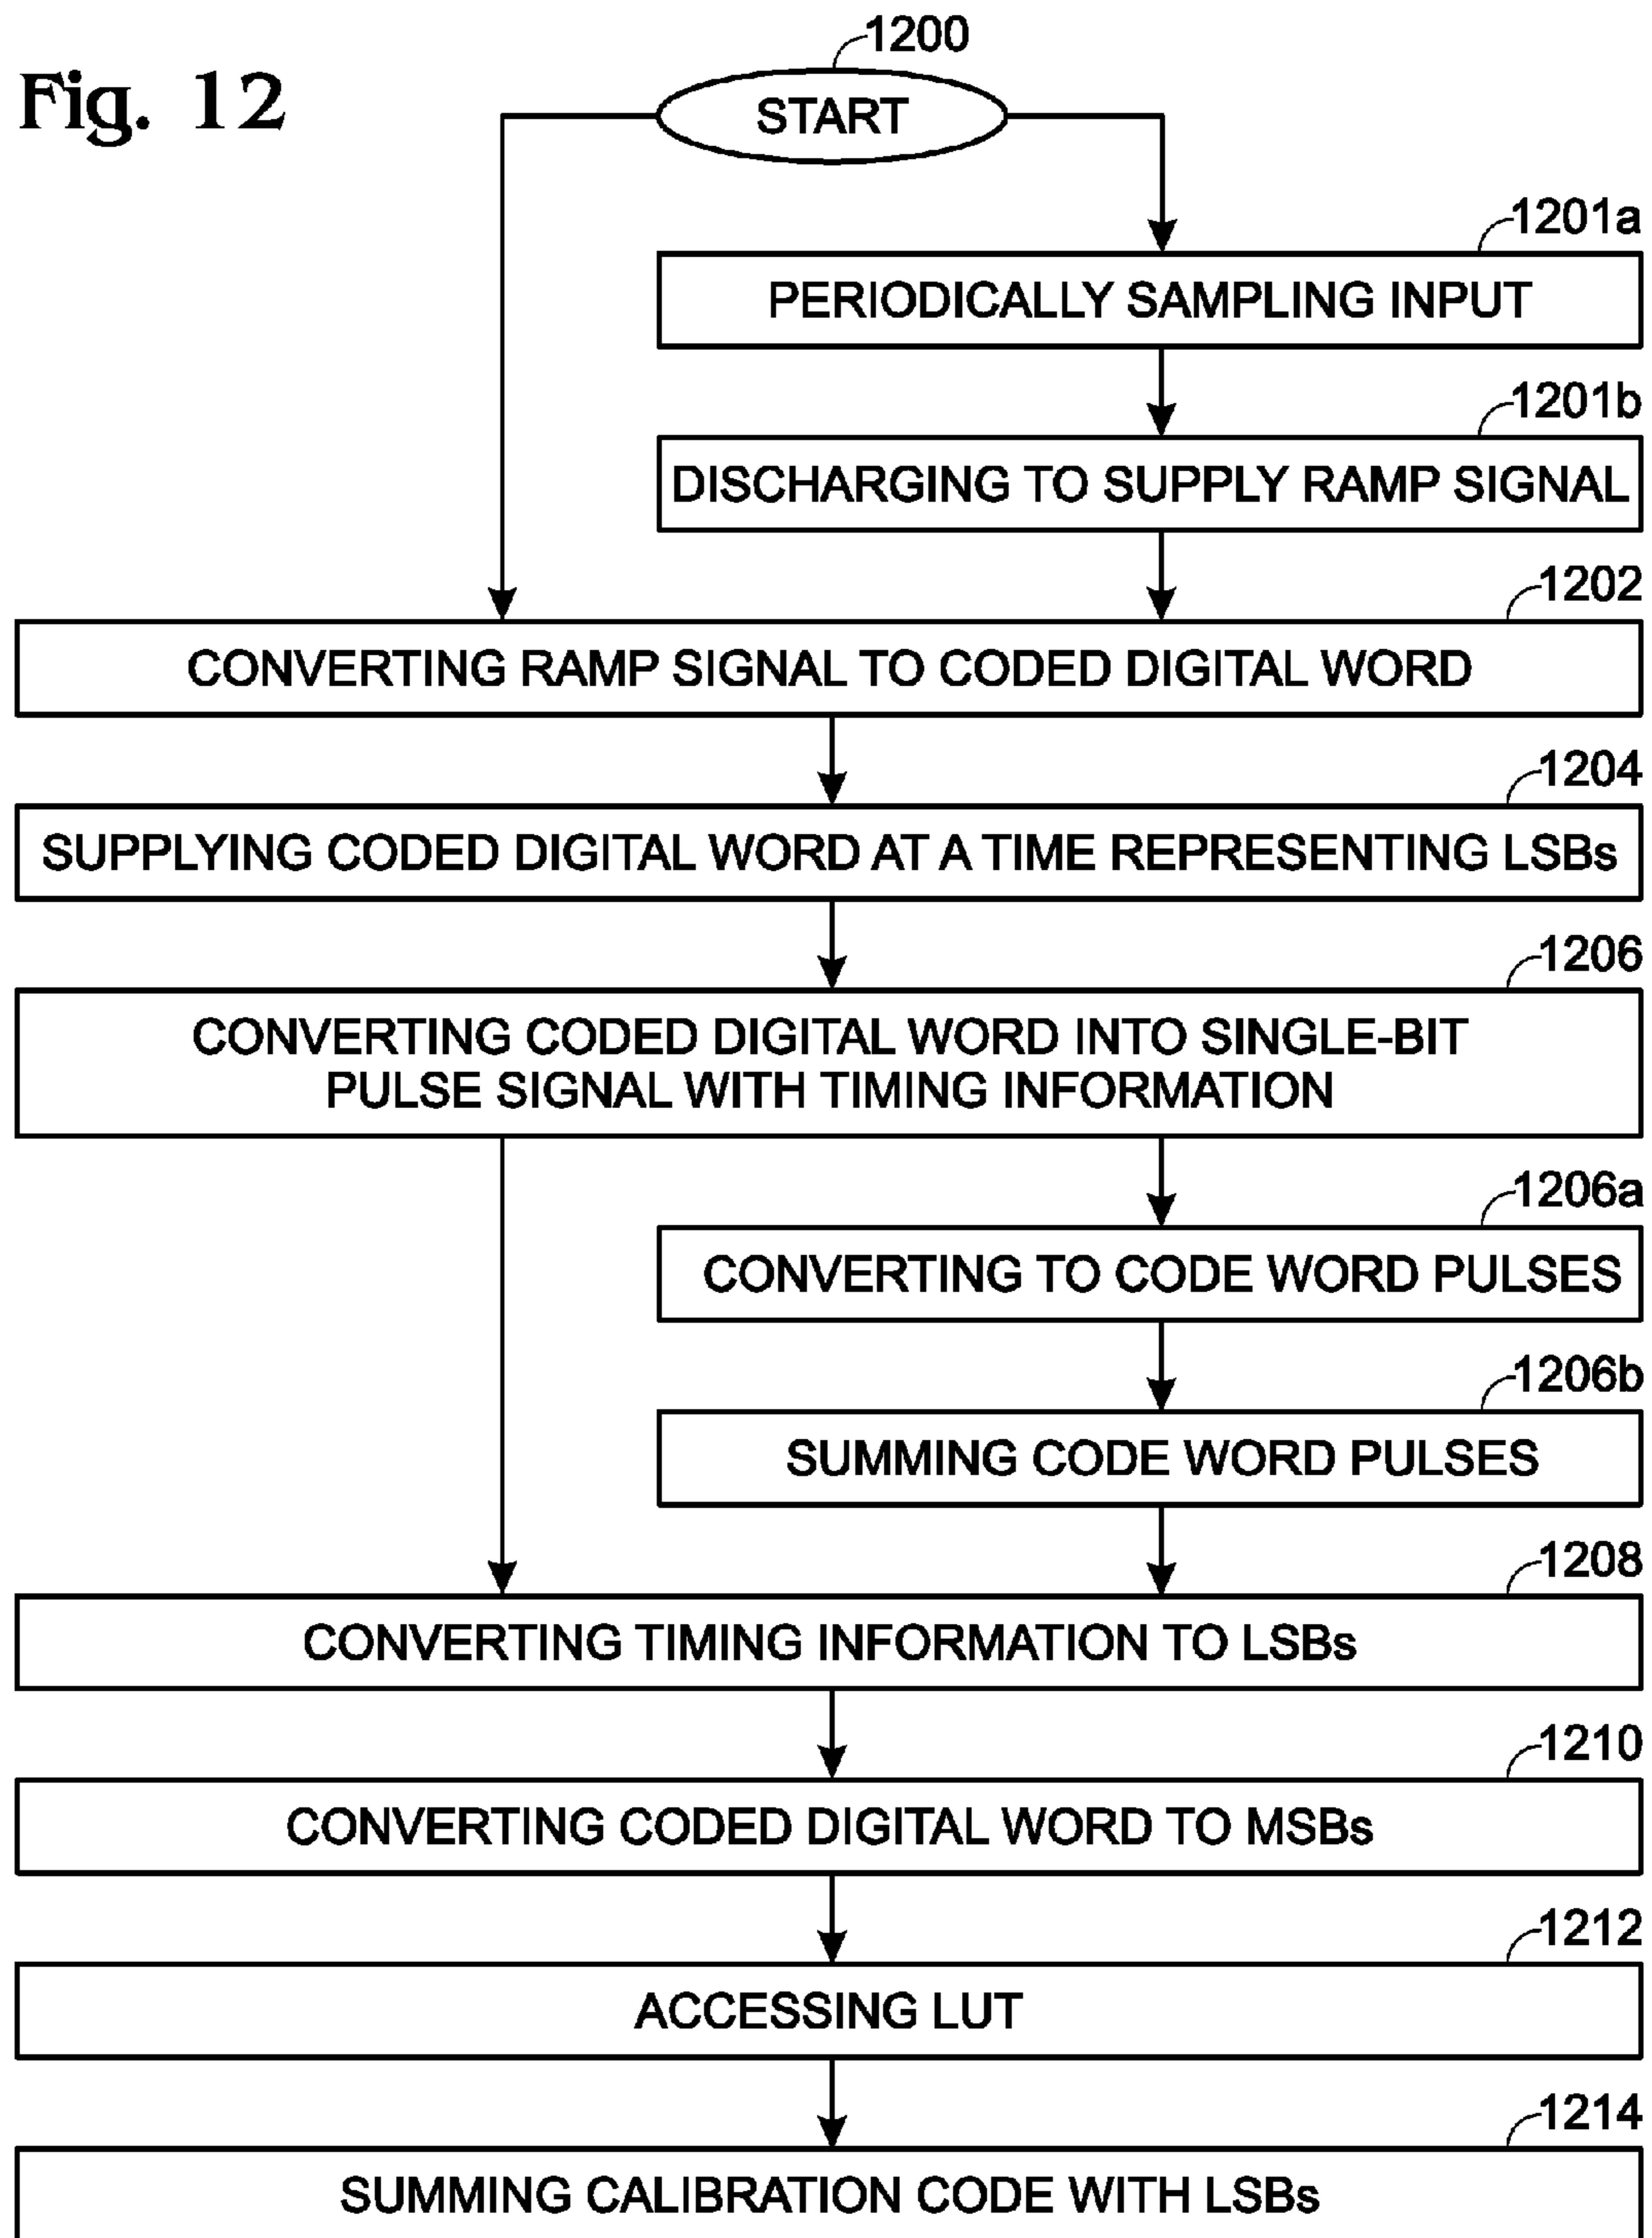 Fig. 12
1200
START
1201a
PERIODICALLY SAMPLING INPUT
1201b
DISCHARGING TO SUPPLY RAMP SIGNAL
1202
CONVERTING RAMP SIGNAL TO CODED DIGITAL WORD
1204
SUPPLYING CODED DIGITAL WORD AT A TIME REPRESENTING LSBs
1206
CONVERTING CODED DIGITAL WORD INTO SINGLE-BIT
PULSE SIGNAL WITH TIMING INFORMATION
1206a
CONVERTING TO CODE WORD PULSES
1206b
SUMMING CODE WORD PULSES
1208
CONVERTING TIMING INFORMATION TO LSBs
1210
CONVERTING CODED DIGITAL WORD TO MSBs
1212
ACCESSING LUT
1214
SUMMING CALIBRATION CODE WITH LSBs